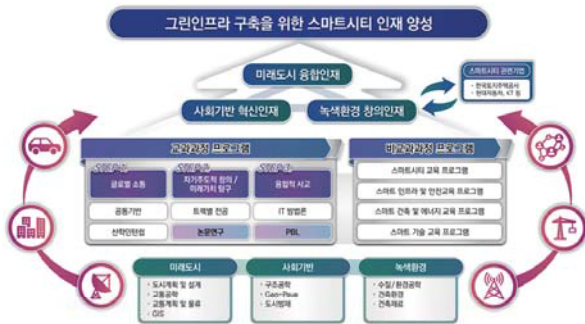 그린인프라 구축을 위한 스마트시티 인재 양성
미래도시 융합인재
사회기반 혁신인재
녹색환경 창의인재
스마트시티 관련기업
· 한국토지주택공사
· 현대자동차, KT 등
교과과정 프로그램
비교과과정 프로그램
글로벌 소통
자기주도적 창의 /
미래가치 탐구
융합적 사고
공통기반
트랙별 전공
IT 방법론
산학인턴쉽
논문연구
PBL
스마트시티 교육 프로그램
스마트 인프라 및 안전교육 프로그램
스마트 건축 및 에너지 교육 프로그램
스마트 기술 교육 프로그램
미래도시
· 도시계획 및 설계
· 교통공학
· 교통계획 및 물류
· GIS
사회기반
· 구조공학
· 도시방재
녹색환경
· 수질/환경공학
· 건축환경
· 건축재료